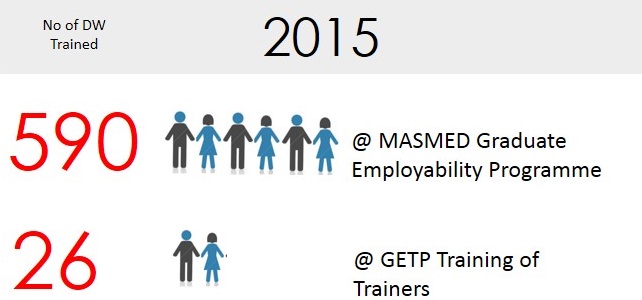 No of DW
Trained
2015
590
@ MASMED Graduate
Employability Programme
26
@ GETP Training of
Trainers